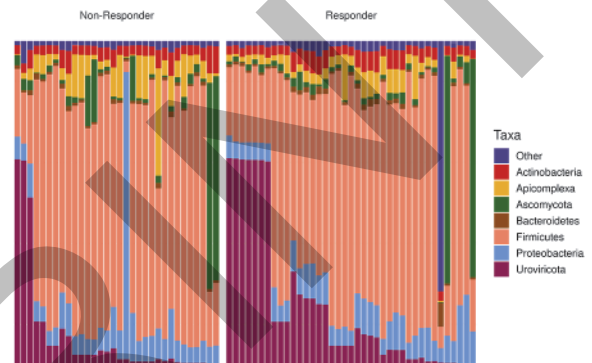 Non-Responder
Responder
Taxa
Other
Actinobacteria
Apicomplexa
Ascomycota
Bacteroidetes
Firmicutes
Proteobacteria
Uroviricota